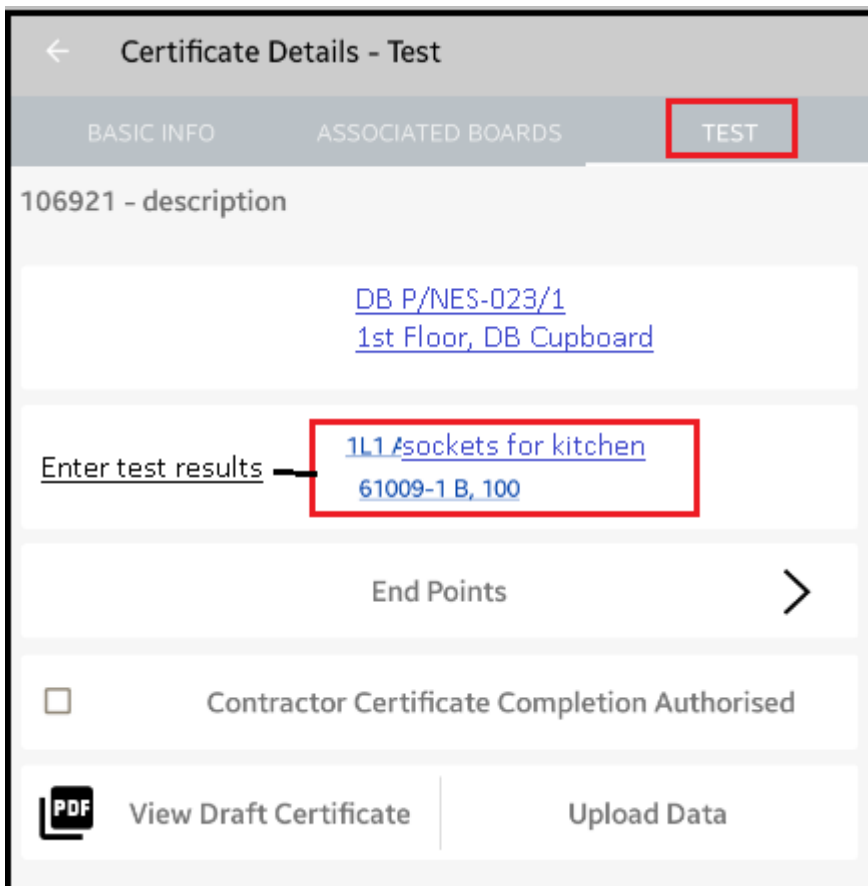 Certificate Details - Test
BASIC INFO ASSOCIATED BOARDS TEST
106921 - description
DB P/NES-023/1
1st Floor, DB Cupboard
1L1 sockets for kitchen
Enter test results
61009-1 B, 100
End Points
Contractor Certificate Completion Authorised
PDF View Draft Certificate Upload Data